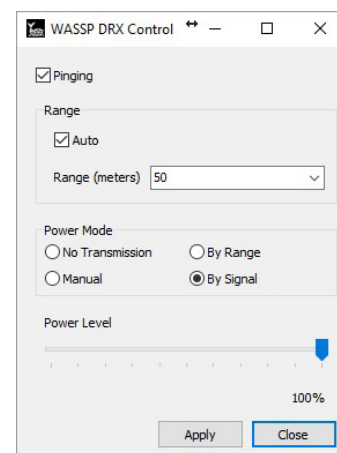 WASSP DRX Control
Pinging
Range
Auto
Range (meters) 50
Power Mode
No Transmission By Range
Manual By Signal
Power Level
100%
Apply Close